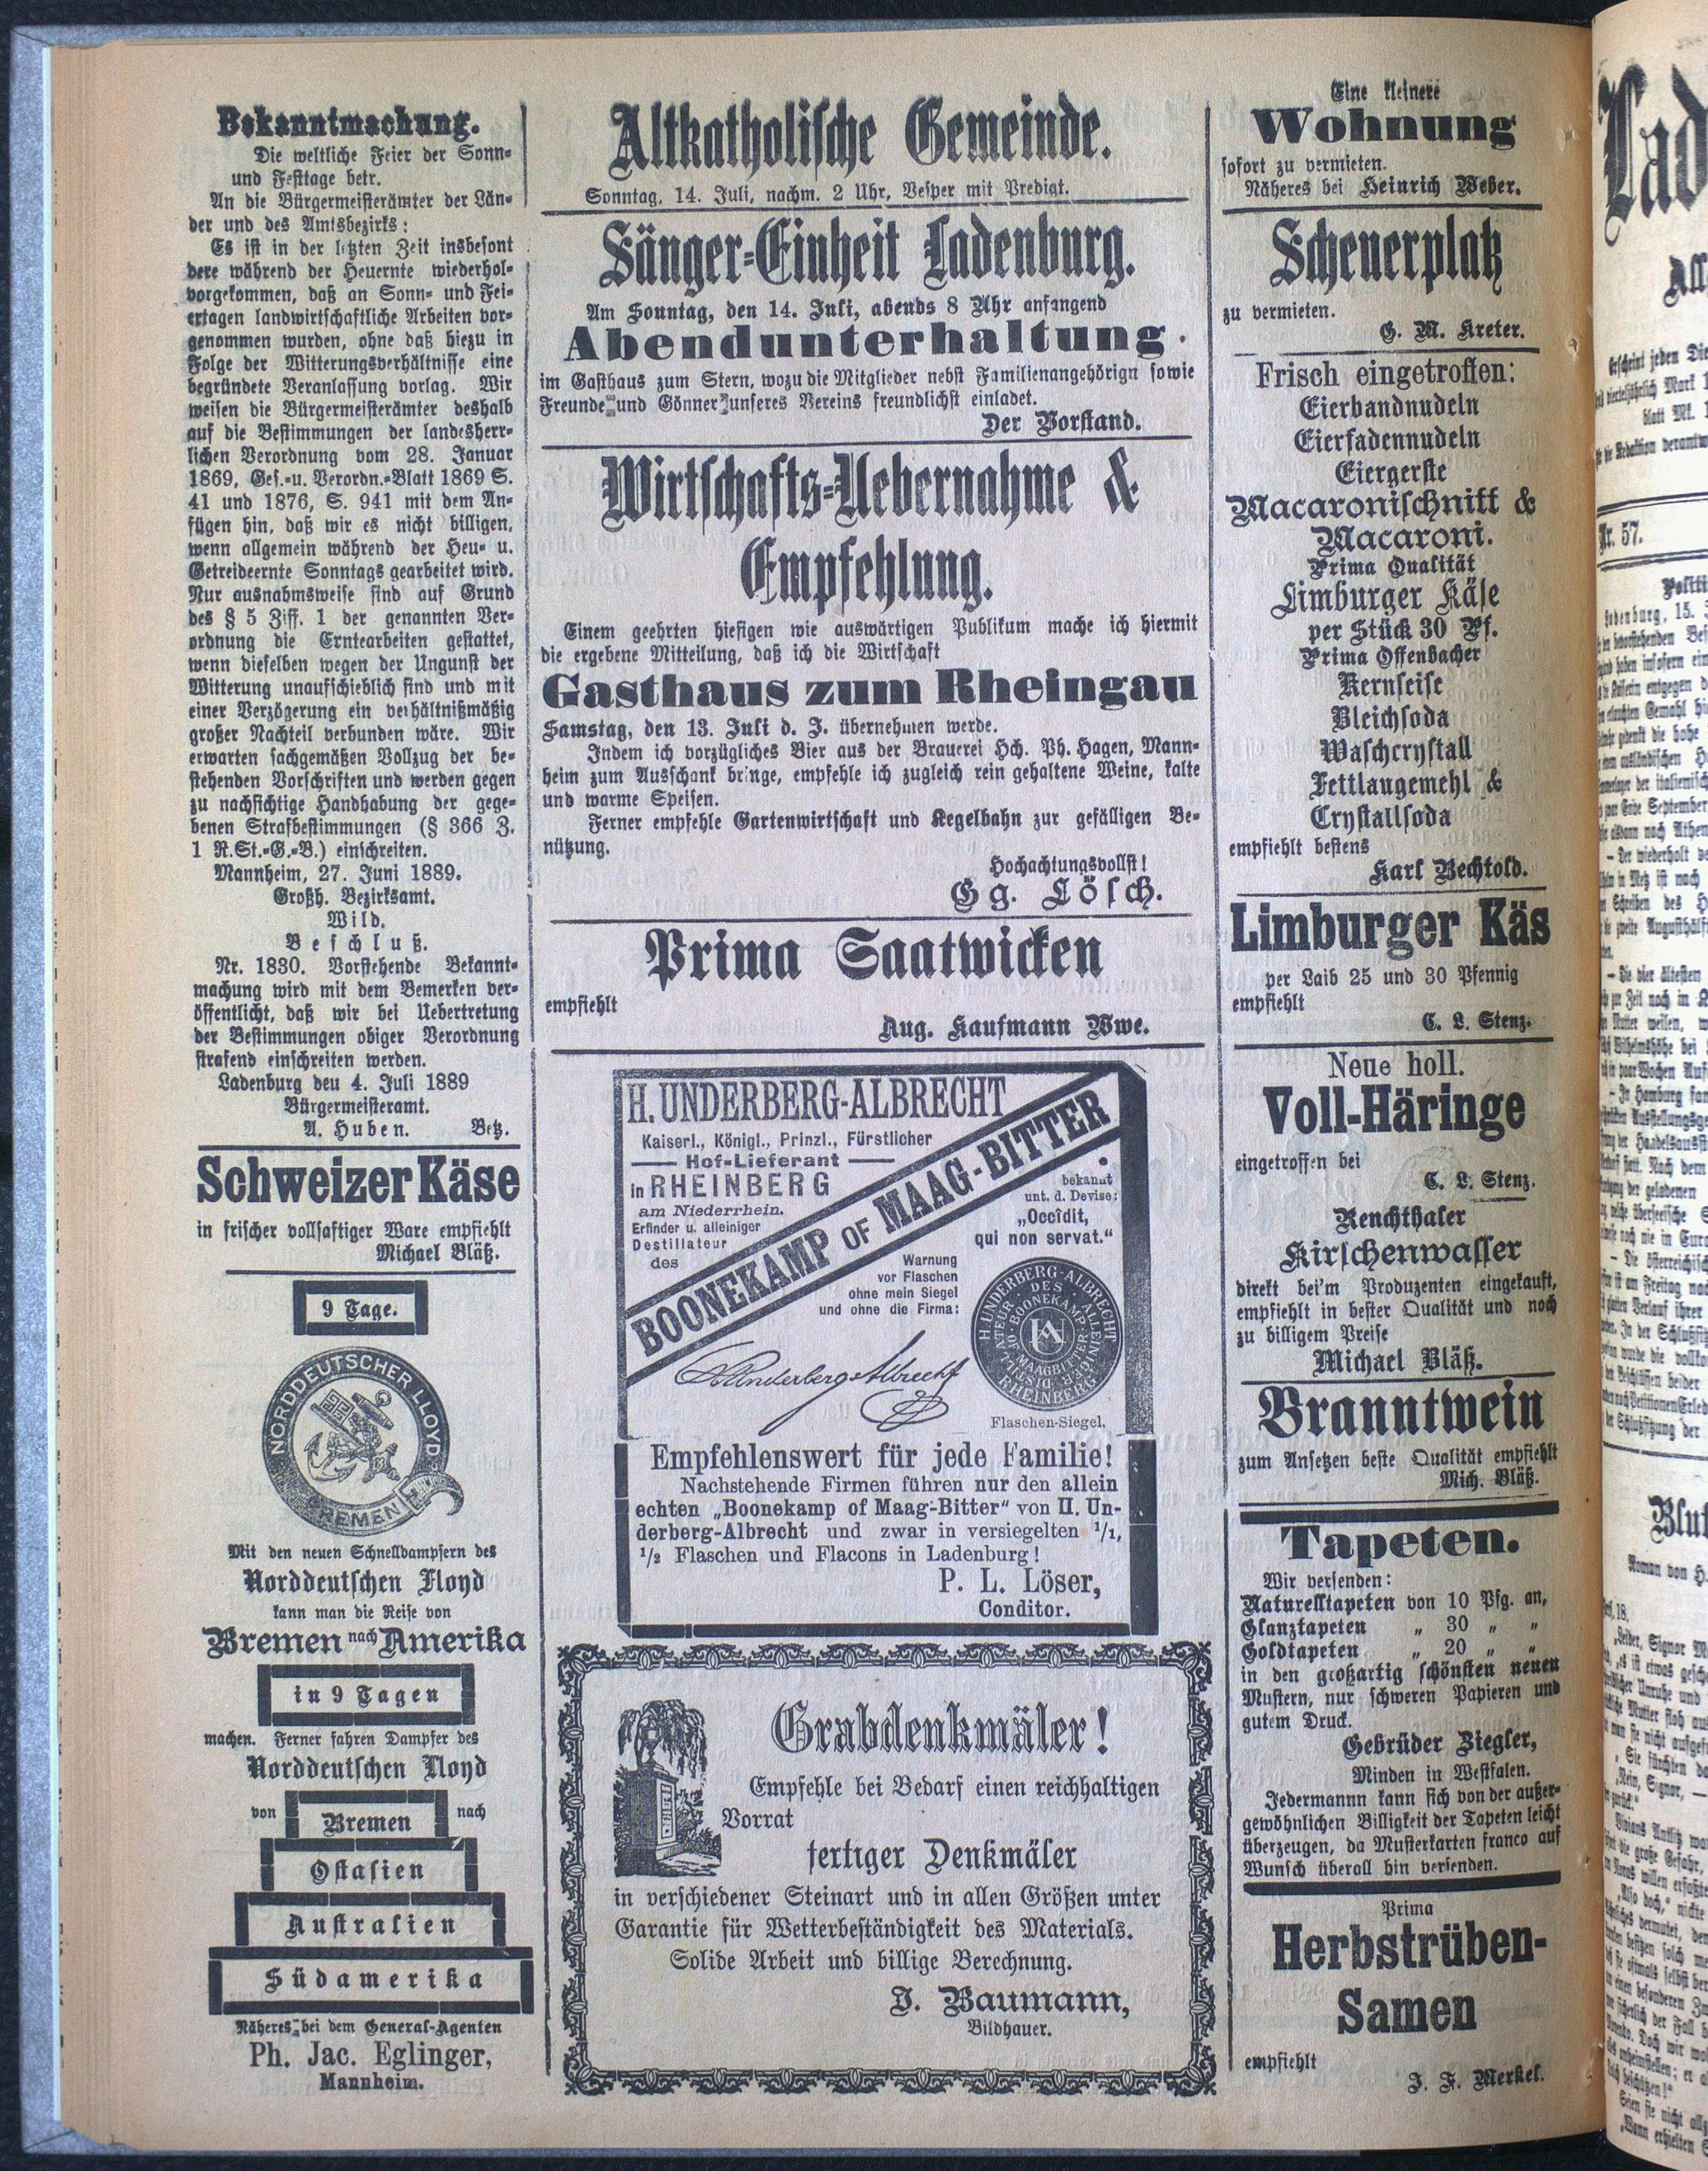 Bekanntmachung.
Die weltliche Feier der Sonn-
und Festtage betr.
An die Bürgermeisterämter der Län-
der und des Amtsbezirks:
Es ist in der letzten Zeit insbesont
dere während der Heuernte wiederhol-
vorgekommen, daß an Sonn- und Fei-
ertagen landwirtschaftliche Arbeiten vor-
genommen wurden, ohne daß hiezu in
Folge der Witterungsverhältnisse eine
begründete Veranlassung vorlag. Wir
weisen die Bürgermeisterämter deshalb
auf die Bestimmungen der landesherr-
lichen Verordnung vom 28. Januar
1869, Ges.-u. Verordn.-Blatt 1869 S.
41 und 1876, S. 941 mit dem An-
fügen hin, daß wir es nicht billigen,
wenn allgemein während der Heu- u.
Getreideernte Sonntags gearbeitet wird.
Nur ausnahmsweise sind auf Grund
des § 5 Ziff. 1 der genannten Ver-
ordnung die Erntearbeiten gestattet,
wenn dieselben wegen der Ungunst der
Witterung unaufschieblich sind und mit
einer Verzögerung ein verhältnißmäßig
großer Nachteil verbunden wäre. Wir
erwarten sachgemäßen Vollzug der be-
stehenden Vorschriften und werden gegen
zu nachsichtige Handhabung der gege-
benen Strafbestimmungen (§ 366 Z.
1 R.St.-G.-B.) einschreiten.
Mannheim, 27. Juni 1889.
Großh. Bezirksamt.
Wild.
Beschluß.
Nr. 1830. Vorstehende Bekannt-
machung wird mit dem Bemerken ver-
öffentlicht, daß wir bei Uebertretung
der Bestimmungen obiger Verordnung
strafend einschreiten werden.
Ladenburg deu 4. Juli 1889
Bürgermeisteramt.
A. Huben. Betz.
Schweizer Käse
in frischer vollsaftiger Ware empfiehlt
Michael Bläß.
9 Tage.
NORDDEUTSCHER LLOYD
BREMEN
Mit den neuen Schnelldampfern des
Norddeutschen Lloyd
kann man die Reise von
Bremen nach Amerika
in 9 Tagen
machen. Ferner fahren Dampfer des
Norddeutschen Lloyd
von Bremen nach
Ostasien
Australien
Südamerika
Näheres bei dem General-Agenten
Ph. Jac. Eglinger,
Mannheim.
Altkatholische Gemeinde.
Sonntag, 14. Juli, nachm. 2 Uhr, Vesper mit Predigt.
Sänger-Einheit Ladenburg.
Am Sonntag, den 14. Juli, abends 8 Uhr anfangend
Abendunterhaltung.
im Gasthaus zum Stern, wozu die Mitglieder nebst Familienangehörign sowie
Freunde und Gönner unseres Vereins freundlichst einladet.
Der Vorstand.
Wirtschafts-Uebernahme &
Empfehlung.
Einem geehrten hiesigen wie auswärtigen Publikum mache ich hiermit
die ergebene Mitteilung, daß ich die Wirtschaft
Gasthaus zum Rheingau
Samstag, den 13. Juli d. J. übernehmen werde.
Indem ich vorzügliches Bier aus der Brauerei Hch. Ph. Hagen, Mann-
heim zum Ausschank bringe, empfehle ich zugleich rein gehaltene Weine, kalte
und warme Speisen.
Ferner empfehle Gartenwirtschaft und Kegelbahn zur gefälligen Be-
nützung.
Hochachtungsvollst!
Gg. Lösch.
Prima Saatwicken
empfiehlt
Aug. Kaufmann Wwe.
H. UNDERBERG-ALBRECHT
Kaiserl., Königl., Prinzl., Fürstlicher
Hof-Lieferant
in RHEINBERG
am Niederrhein.
Erfinder u. alleiniger
Destillateur
des
BOONEKAMP OF MAAG-BITTER
bekannt
unt. d. Devise:
„Occidit,
qui non servat.“
Warnung
vor Flaschen
ohne mein Siegel
und ohne die Firma:
H. Underberg-Albrecht
H. UNDERBERG-ALBRECHT
RHEINBERG
Flaschen-Siegel.
Empfehlenswert für jede Familie!
Nachstehende Firmen führen nur den allein
echten „Boonekamp of Maag-Bitter“ von H. Un-
derberg-Albrecht und zwar in versiegelten 1/1,
1/2 Flaschen und Flacons in Ladenburg!
P. L. Löser,
Conditor.
Grabdenkmäler!
Empfehle bei Bedarf einen reichhaltigen
Vorrat
fertiger Denkmäler
in verschiedener Steinart und in allen Größen unter
Garantie für Wetterbeständigkeit des Materials.
Solide Arbeit und billige Berechnung.
J. Baumann,
Bildhauer.
Eine kleinere
Wohnung
sofort zu vermieten.
Näheres bei Heinrich Weber.
Scheuerplatz
zu vermieten.
G. M. Kreter.
Frisch eingetroffen:
Eierbandnudeln
Eierfadennudeln
Eiergerste
Macaronischnitt &
Macaroni.
Prima Qualität
Limburger Käse
per Stück 30 Pf.
Prima Offenbacher
Kernseife
Bleichsoda
Waschcrystall
Fettlaugemehl &
Crystallsoda
empfiehlt bestens
Karl Bechtold.
Limburger Käs
per Laib 25 und 30 Pfennig
empfiehlt
C. L. Stenz.
Neue holl.
Voll-Häringe
eingetroffen bei
C. L. Stenz.
Renchthaler
Kirschenwasser
direkt bei'm Produzenten eingekauft,
empfiehlt in bester Qualität und noch
zu billigem Preise
Michael Bläß.
Branntwein
zum Ansetzen beste Qualität empfiehlt
Mich. Bläß.
Tapeten.
Wir versenden:
Naturelltapeten von 10 Pfg. an,
Glanztapeten „ 30 „ „
Goldtapeten „ 20 „ „
in den großartig schönsten neuen
Mustern, nur schweren Papieren und
gutem Druck.
Gebrüder Ziegler,
Minden in Westfalen.
Jedermannn kann sich von der außer-
gewöhnlichen Billigkeit der Tapeten leicht
überzeugen, da Musterkarten franco auf
Wunsch überall hin versenden.
Prima
Herbstrüben-
Samen
empfiehlt
J. F. Merkel.
Nr. 57.